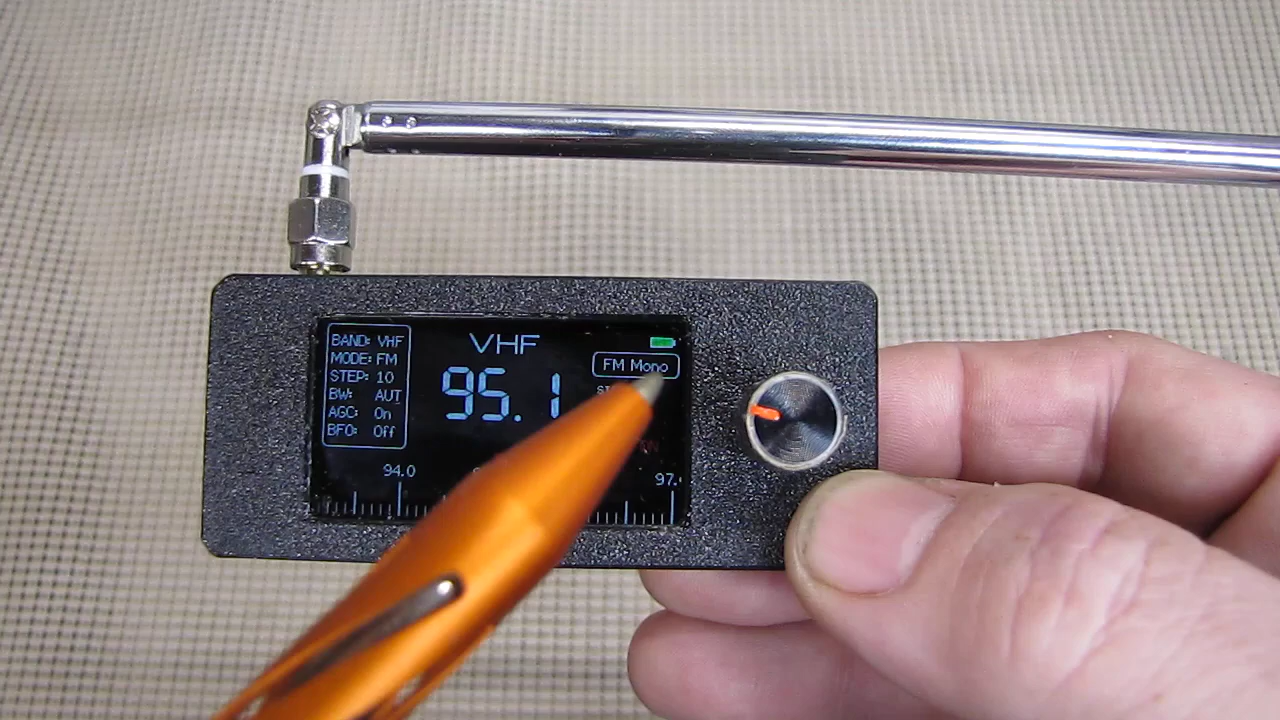 BAND: VHF
MODE: FM
STEP: 10
BW: AUT
AGC: On
BFO: Off
VHF
95.1
FM Mono
94.0
97.